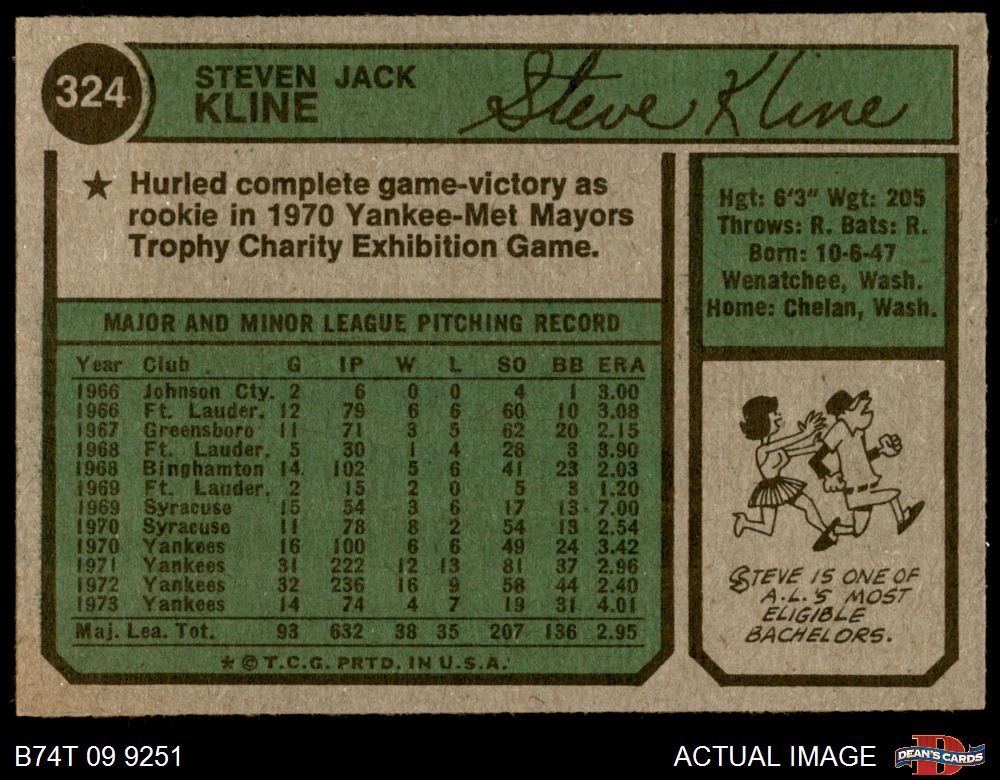 324
STEVEN JACK
KLINE
Steve Kline
★ Hurled complete game-victory as
rookie in 1970 Yankee-Met Mayors
Trophy Charity Exhibition Game.
Hgt: 6'3" Wgt: 205
Throws: R. Bats: R.
Born: 10-6-47
Wenatchee, Wash.
Home: Chelan, Wash.
MAJOR AND MINOR LEAGUE PITCHING RECORD
Year Club G IP W L SO BB ERA
1966 Johnson Cty. 2 6 0 0 4 1 3.00
1966 Ft. Lauder. 12 79 6 6 60 10 3.08
1967 Greensboro 11 71 3 5 62 20 2.15
1968 Ft. Lauder. 5 30 1 4 28 3 3.90
1968 Binghamton 14 102 5 6 41 23 2.03
1969 Ft. Lauder. 2 15 2 0 5 3 1.20
1969 Syracuse 15 54 3 6 17 13 7.00
1970 Syracuse 11 78 8 2 54 13 2.54
1970 Yankees 16 100 6 6 49 24 3.42
1971 Yankees 31 222 12 13 81 37 2.96
1972 Yankees 32 236 16 9 58 44 2.40
1973 Yankees 14 74 4 7 19 31 4.01
Maj. Lea. Tot. 93 632 38 35 207 136 2.95
★ © T.C.G. PRTD. IN U.S.A.
STEVE IS ONE OF
A.L.'S MOST
ELIGIBLE
BACHELORS.
B74T 09 9251
ACTUAL IMAGE
DEAN'S CARDS